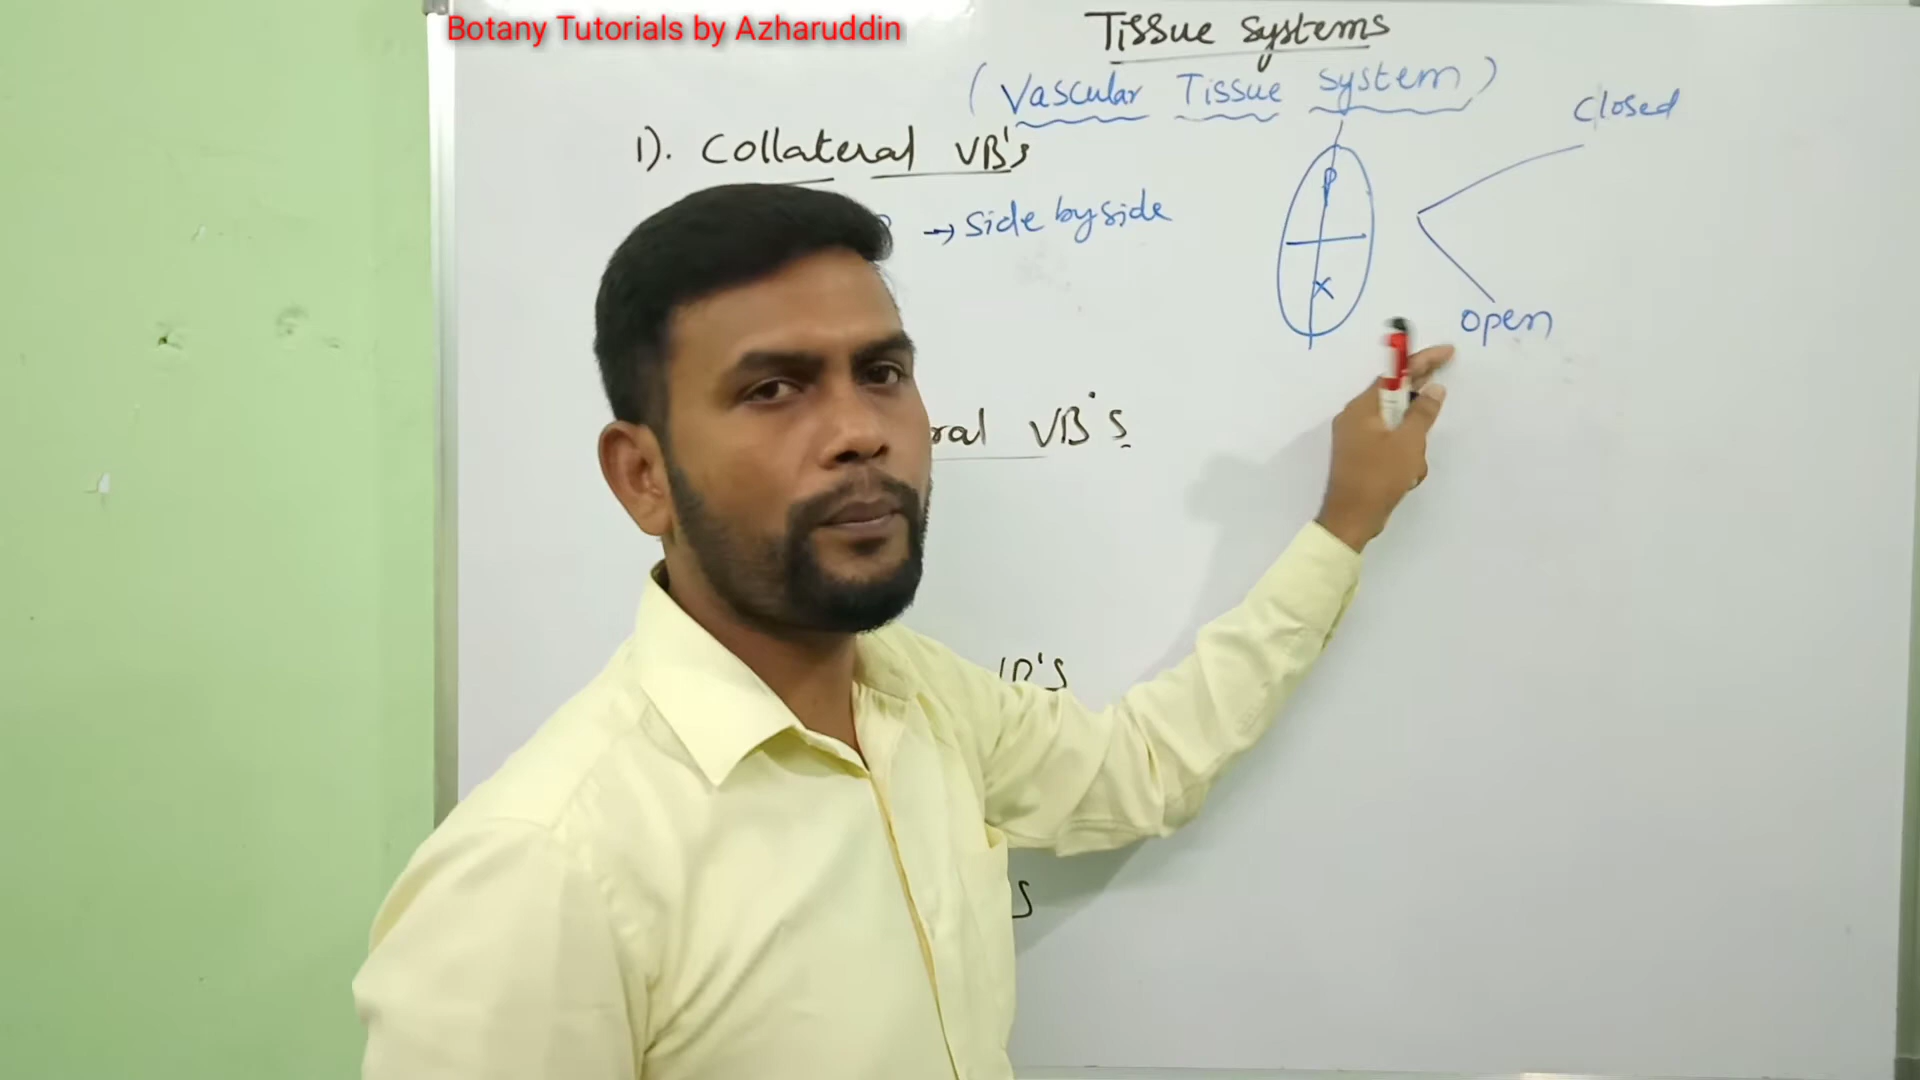 Botany Tutorials by Azharuddin
Tissue systems
(Vascular Tissue system)
1). Collateral VB's
→ side by side
P
X
closed
open
VB's